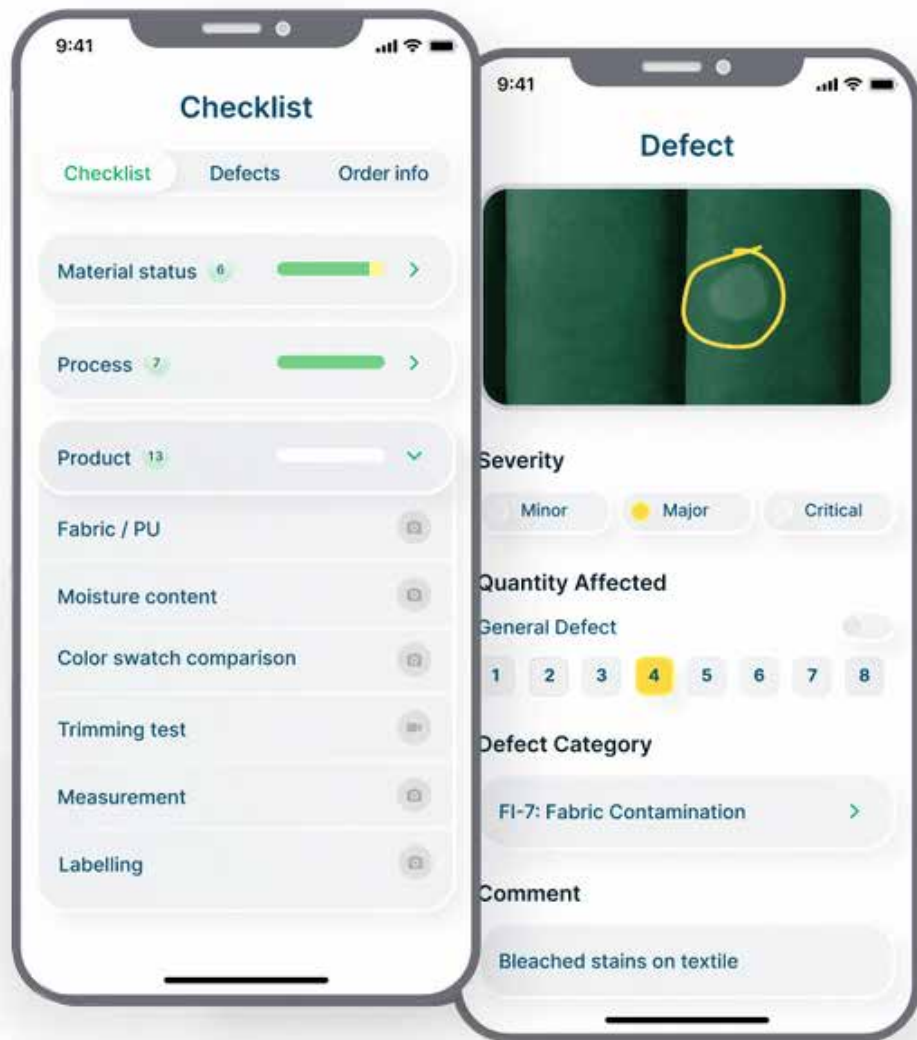 9:41
Checklist
Checklist Defects Order info
Material status 6
Process 7
Product 13
Fabric / PU
Moisture content
Color swatch comparison
Trimming test
Measurement
Labelling
9:41
Defect
Severity
Minor Major Critical
Quantity Affected
General Defect
1 2 3 4 5 6 7 8
Defect Category
FI-7: Fabric Contamination
Comment
Bleached stains on textile